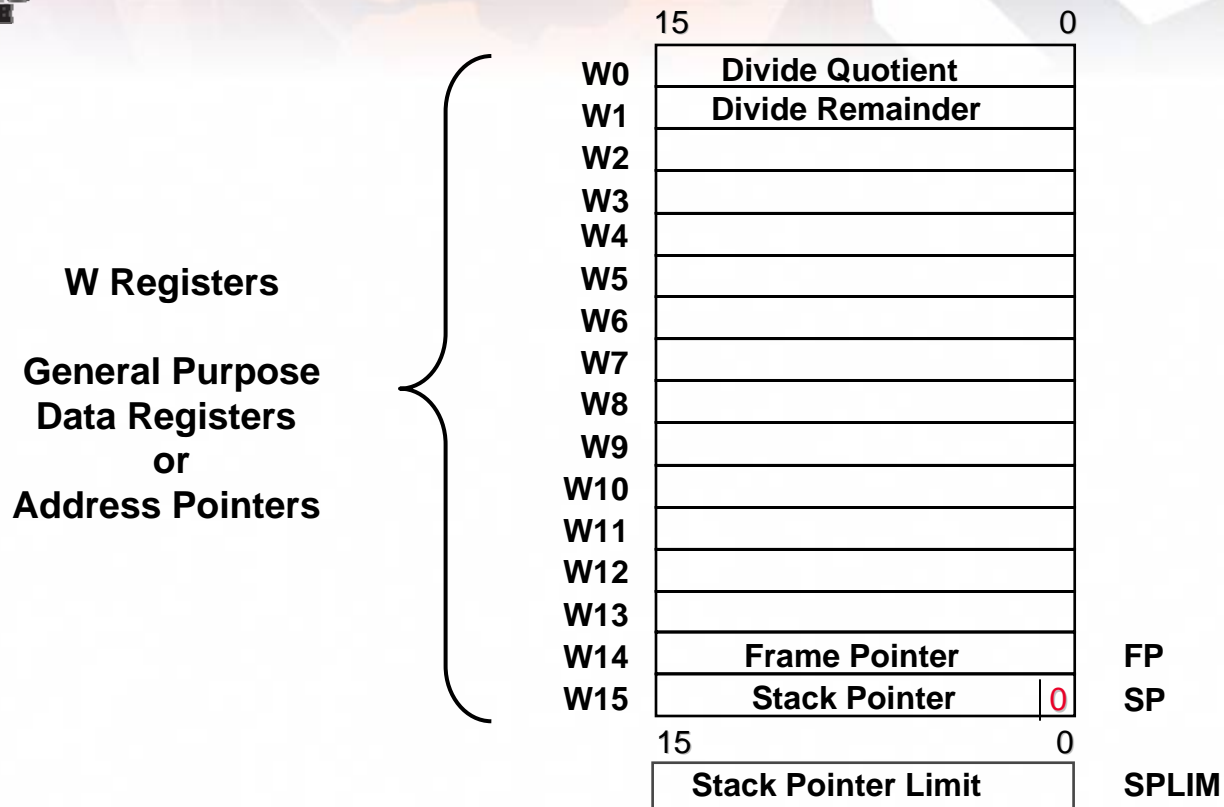 15 0
W0 Divide Quotient
W1 Divide Remainder
W2
W3
W4
W5
W6
W7
W8
W9
W10
W11
W12
W13
W14 Frame Pointer FP
W15 Stack Pointer 0 SP
15 0
Stack Pointer Limit SPLIM
W Registers
General Purpose
Data Registers
or
Address Pointers